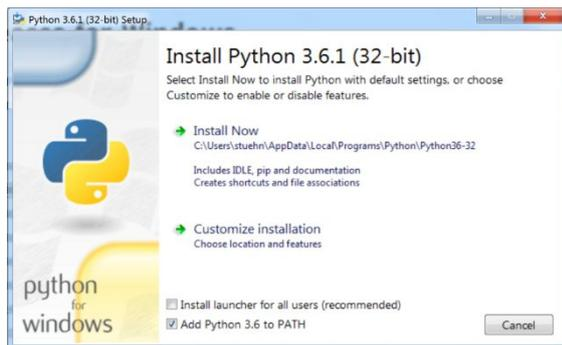 Python 3.6.1 (32-bit) Setup
Install Python 3.6.1 (32-bit)
Select Install Now to install Python with default settings, or choose
Customize to enable or disable features.
Install Now
C:\Users\stuehn\AppData\Local\Programs\Python\Python36-32
Includes IDLE, pip and documentation
Creates shortcuts and file associations
Customize installation
Choose location and features
python
for
windows
Install launcher for all users (recommended)
Add Python 3.6 to PATH
Cancel